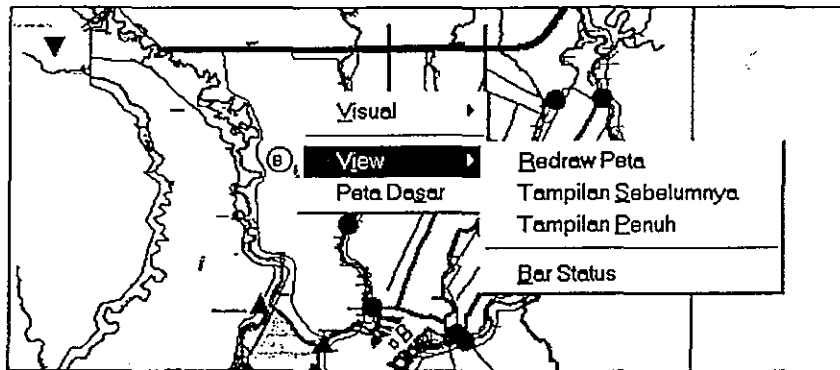 Visual
B
View
Redraw Peta
Peta Dasar
Tampilan Sebelumnya
Tampilan Penuh
Bar Status
B